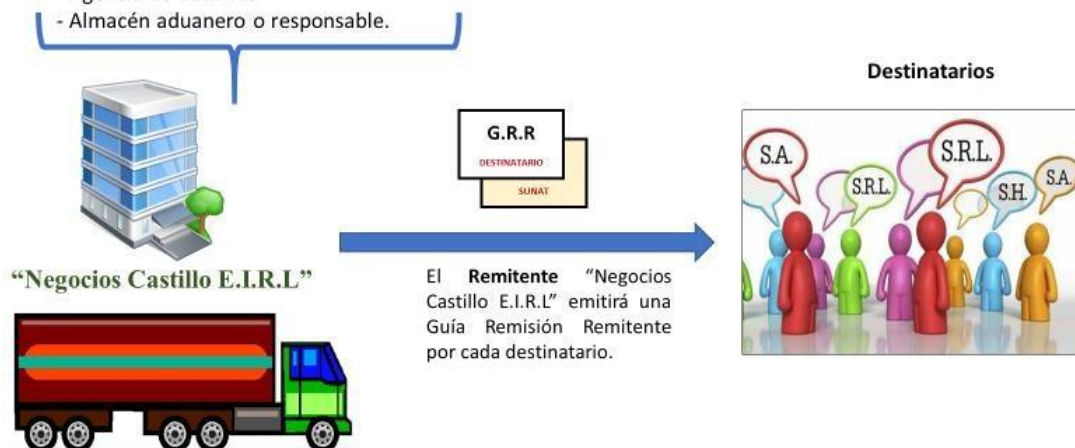 - Almacén aduanero o responsable.
Destinatarios
G.R.R
DESTINATARIO
SUNAT
S.A.
S.R.L.
S.R.L.
S.H.
S.A.
“Negocios Castillo E.I.R.L”
El Remitente “Negocios
Castillo E.I.R.L” emitirá una
Guía Remisión Remitente
por cada destinatario.